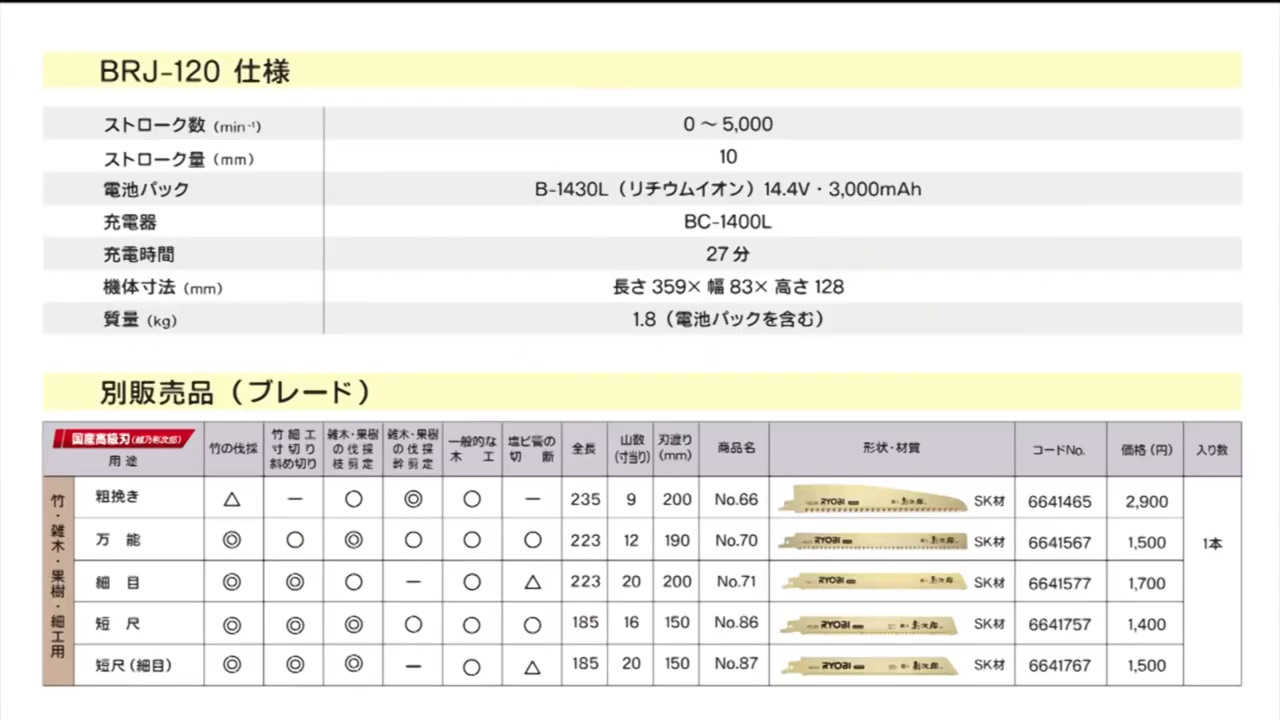 BRJ-120 仕様
ストローク数 (min⁻¹) 0～5,000
ストローク量 (mm) 10
電池パック B-1430L（リチウムイオン）14.4V・3,000mAh
充電器 BC-1400L
充電時間 27分
機体寸法 (mm) 長さ359×幅83×高さ128
質量 (kg) 1.8（電池パックを含む）
別販売品（ブレード）
国産高級刃(越乃彰次郎) 用途 竹の伐採 竹細工寸切り斜め切り 雑木・果樹の伐採枝剪定 雑木・果樹の伐採幹剪定 一般的な木工 塩ビ管の切断 全長 山数(寸当り) 刃渡り(mm) 商品名 形状・材質 コードNo. 価格(円) 入り数
竹・雑木・果樹・細工用
粗挽き △ ー ○ ◎ ○ ー 235 9 200 No.66 RYOBI SK材 6641465 2,900
万能 ◎ ○ ◎ ○ ○ ○ 223 12 190 No.70 RYOBI SK材 6641567 1,500 1本
細目 ◎ ◎ ○ ー ○ △ 223 20 200 No.71 RYOBI SK材 6641577 1,700
短尺 ◎ ◎ ◎ ○ ○ ○ 185 16 150 No.86 RYOBI SK材 6641757 1,400
短尺(細目) ◎ ◎ ◎ ー ○ △ 185 20 150 No.87 RYOBI SK材 6641767 1,500